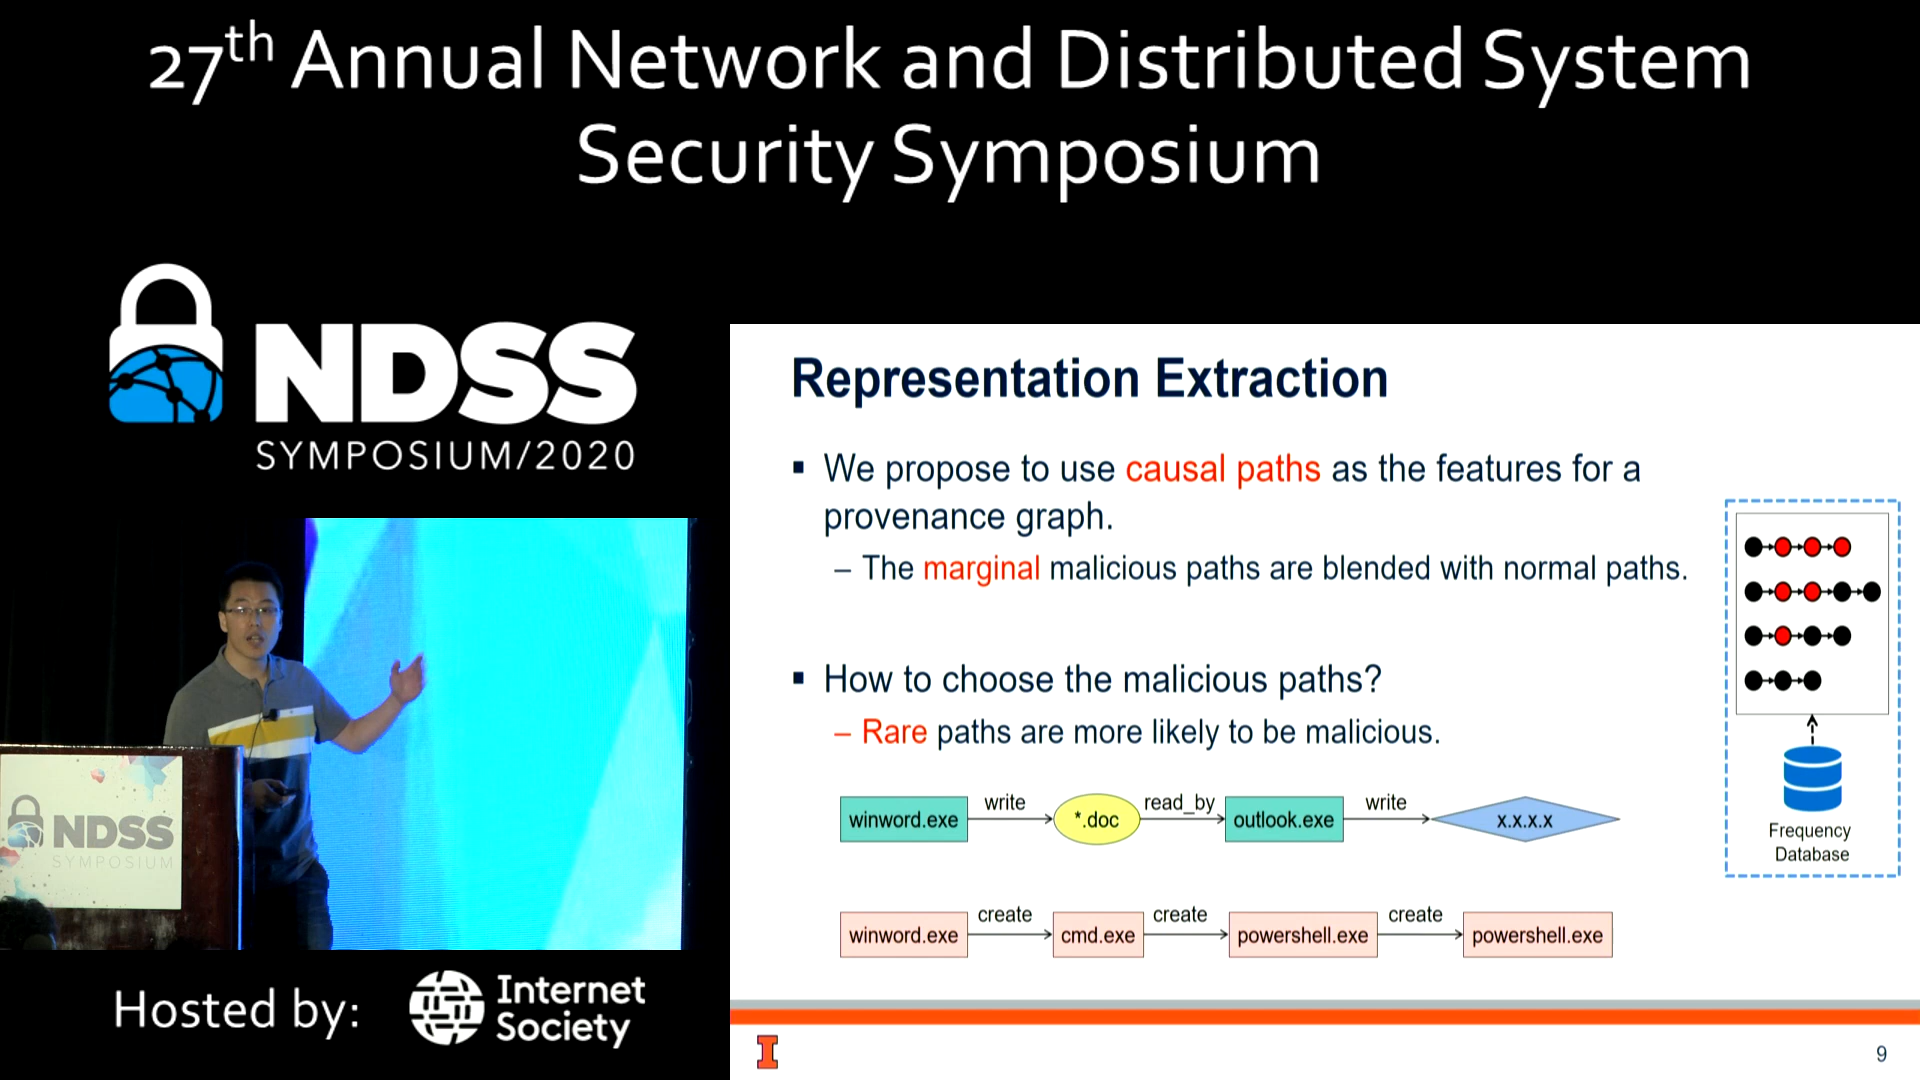 27th Annual Network and Distributed System
Security Symposium
NDSS
SYMPOSIUM/2020
Representation Extraction
▪ We propose to use causal paths as the features for a
provenance graph.
– The marginal malicious paths are blended with normal paths.
▪ How to choose the malicious paths?
– Rare paths are more likely to be malicious.
winword.exe write *.doc read_by outlook.exe write x.x.x.x
winword.exe create cmd.exe create powershell.exe create powershell.exe
Frequency
Database
NDSS
SYMPOSIUM
Hosted by:
Internet
Society
I
9